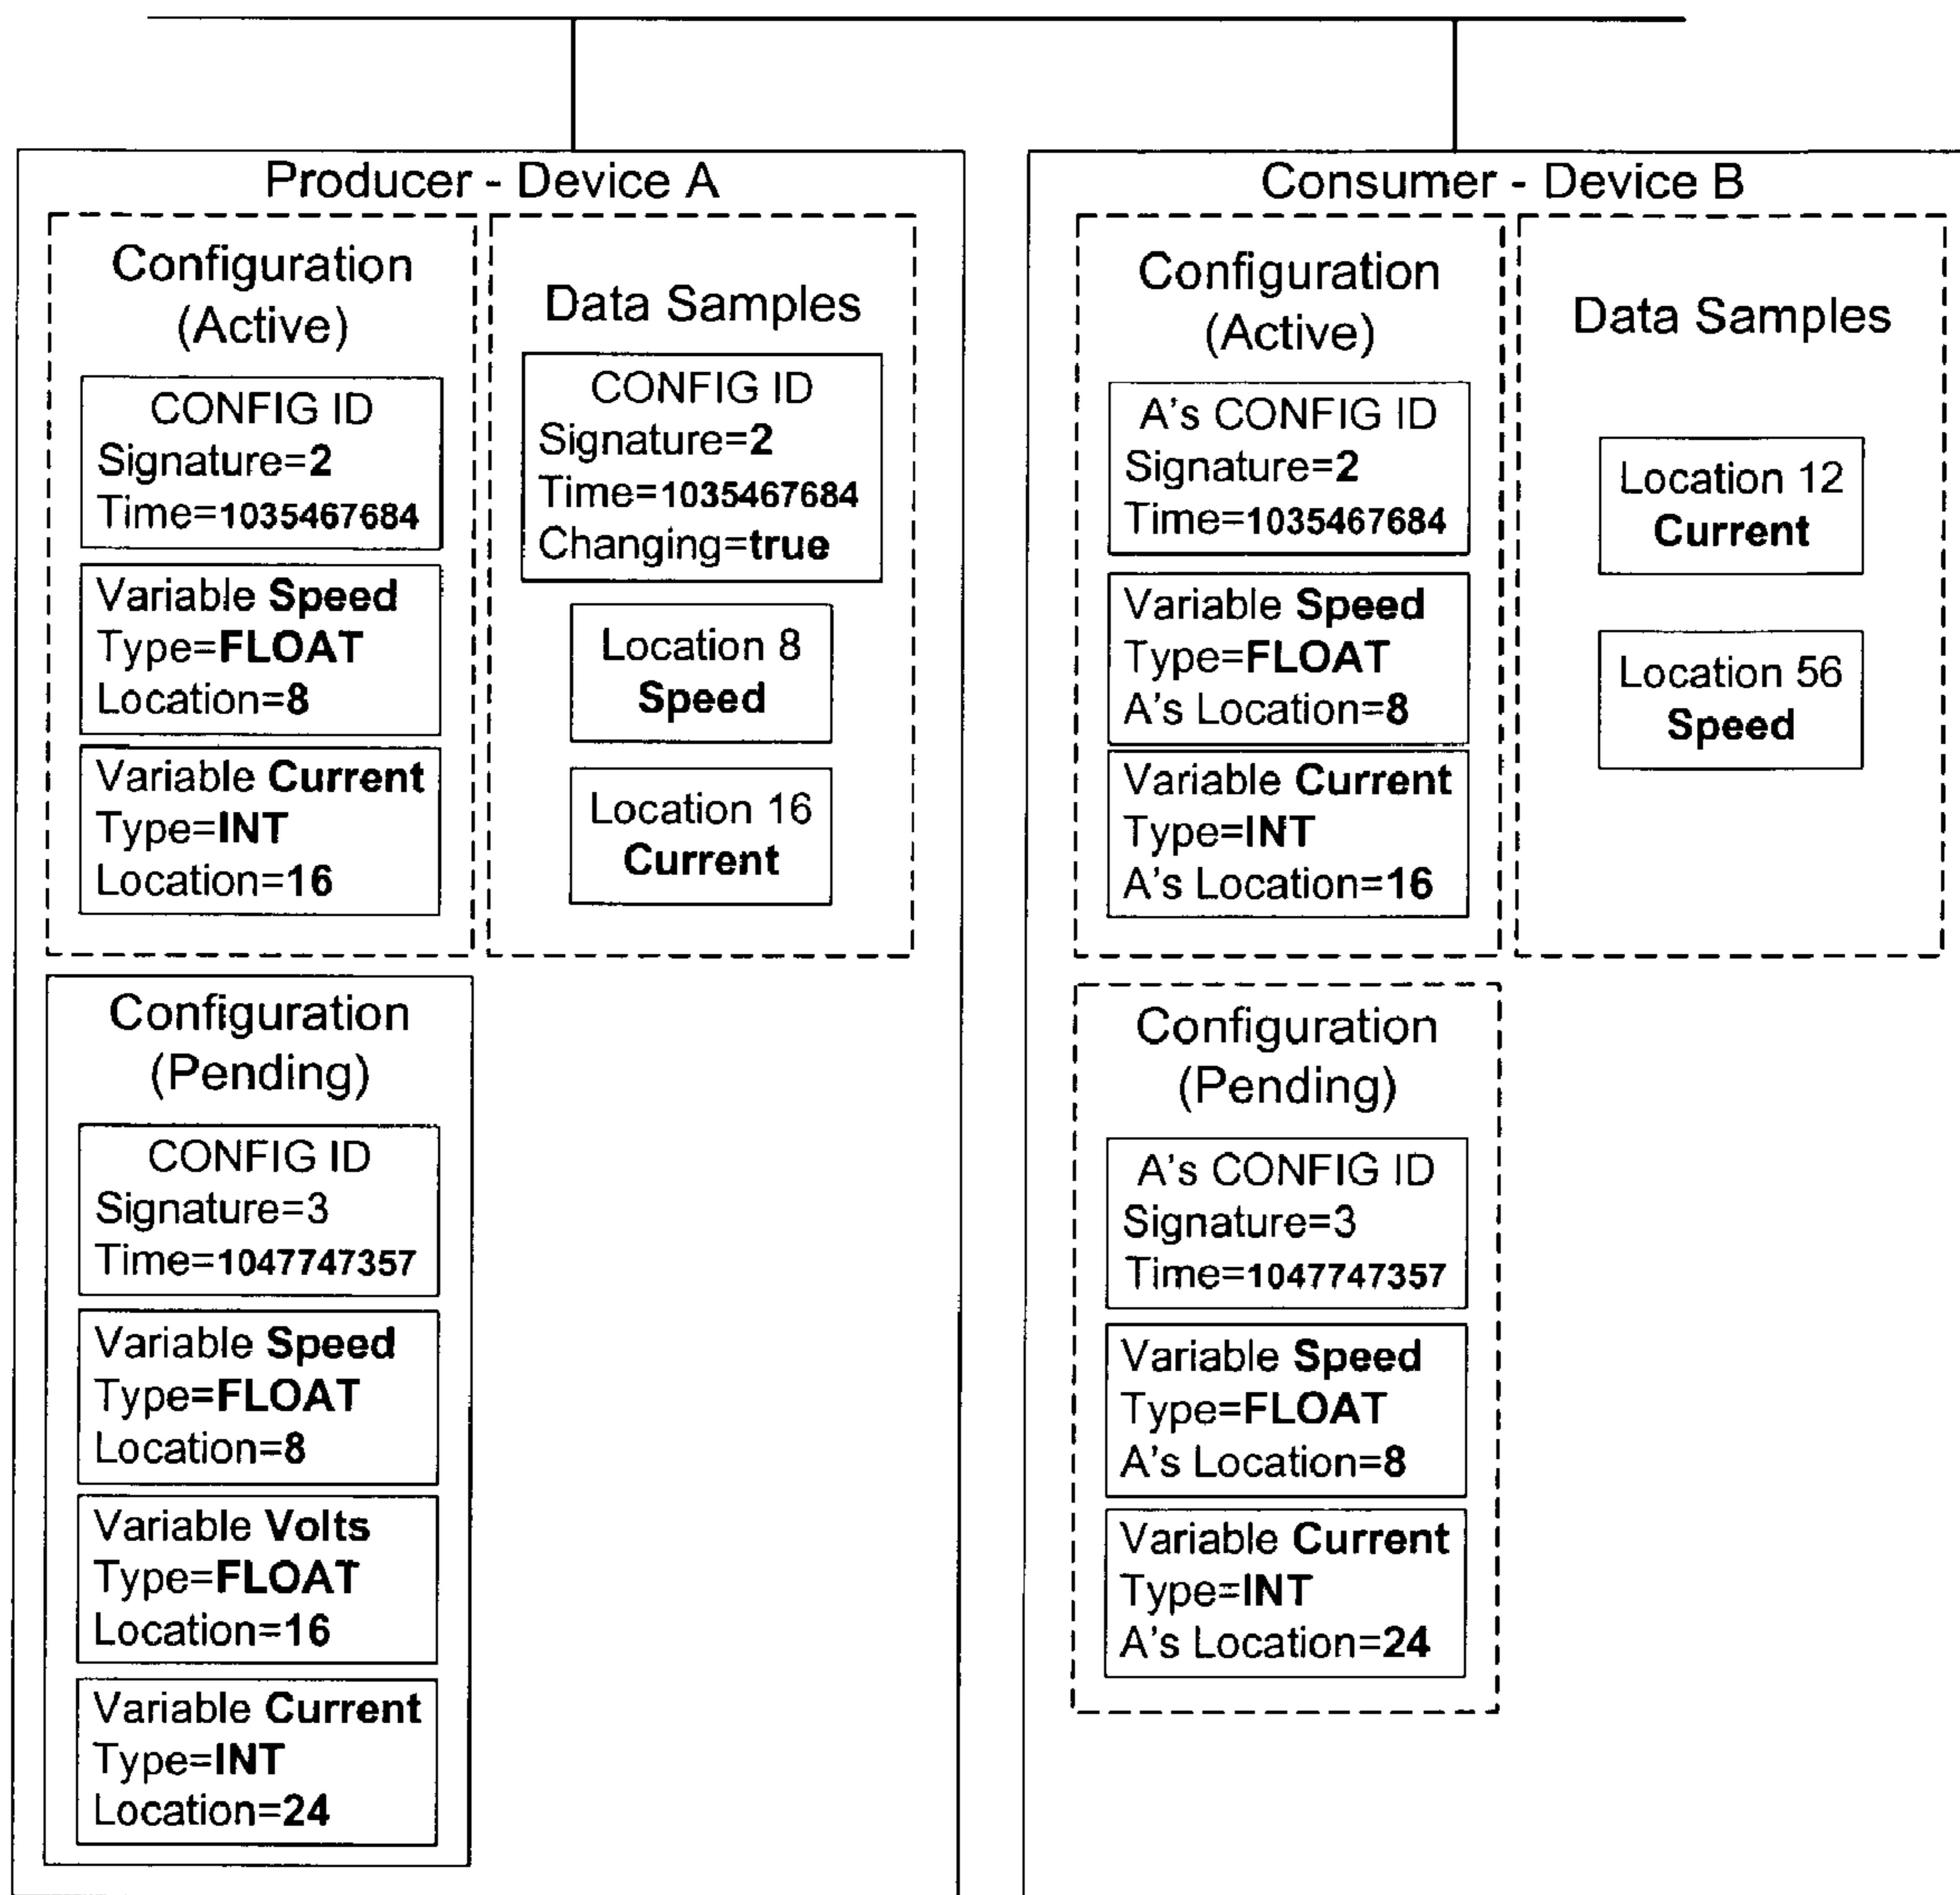 Producer - Device A
Configuration
(Active)
CONFIG ID
Signature=2
Time=1035467684
Variable Speed
Type=FLOAT
Location=8
Variable Current
Type=INT
Location=16
Data Samples
CONFIG ID
Signature=2
Time=1035467684
Changing=true
Location 8
Speed
Location 16
Current
Configuration
(Pending)
CONFIG ID
Signature=3
Time=1047747357
Variable Speed
Type=FLOAT
Location=8
Variable Volts
Type=FLOAT
Location=16
Variable Current
Type=INT
Location=24
Consumer - Device B
Configuration
(Active)
A's CONFIG ID
Signature=2
Time=1035467684
Variable Speed
Type=FLOAT
A's Location=8
Variable Current
Type=INT
A's Location=16
Data Samples
Location 12
Current
Location 56
Speed
Configuration
(Pending)
A's CONFIG ID
Signature=3
Time=1047747357
Variable Speed
Type=FLOAT
A's Location=8
Variable Current
Type=INT
A's Location=24